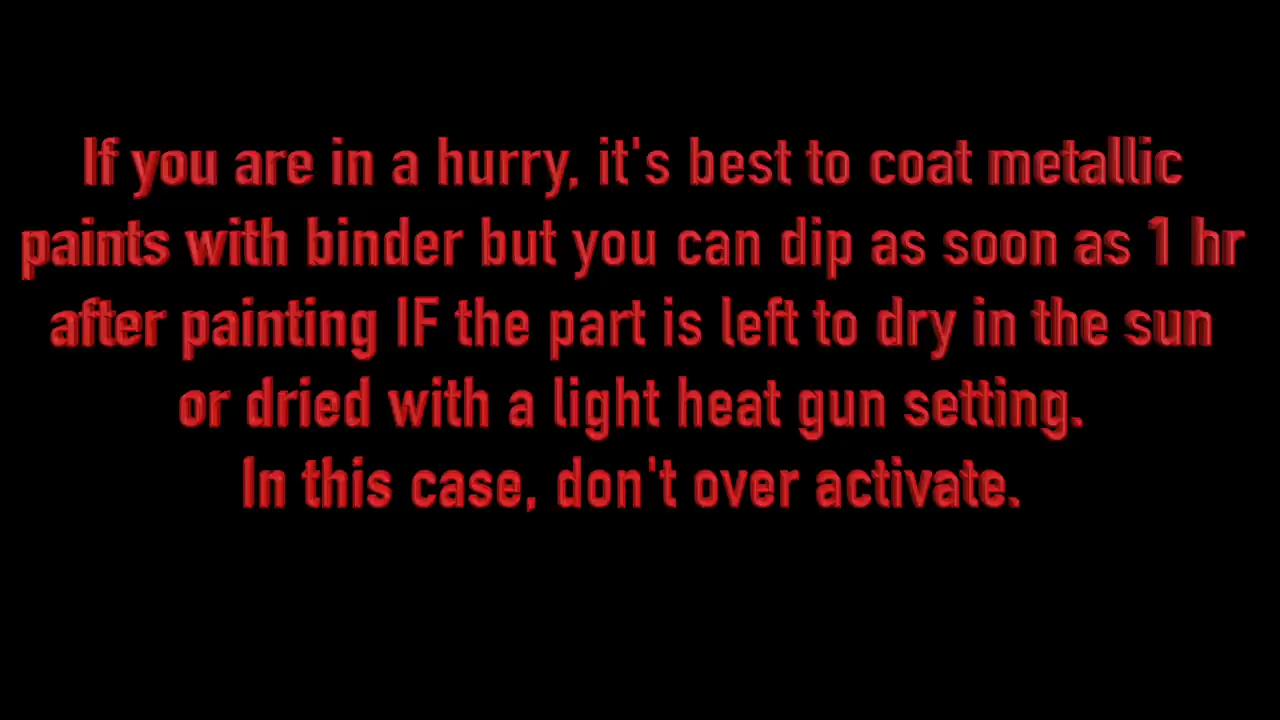 If you are in a hurry, it's best to coat metallic
paints with binder but you can dip as soon as 1 hr
after painting IF the part is left to dry in the sun
or dried with a light heat gun setting.
In this case, don't over activate.